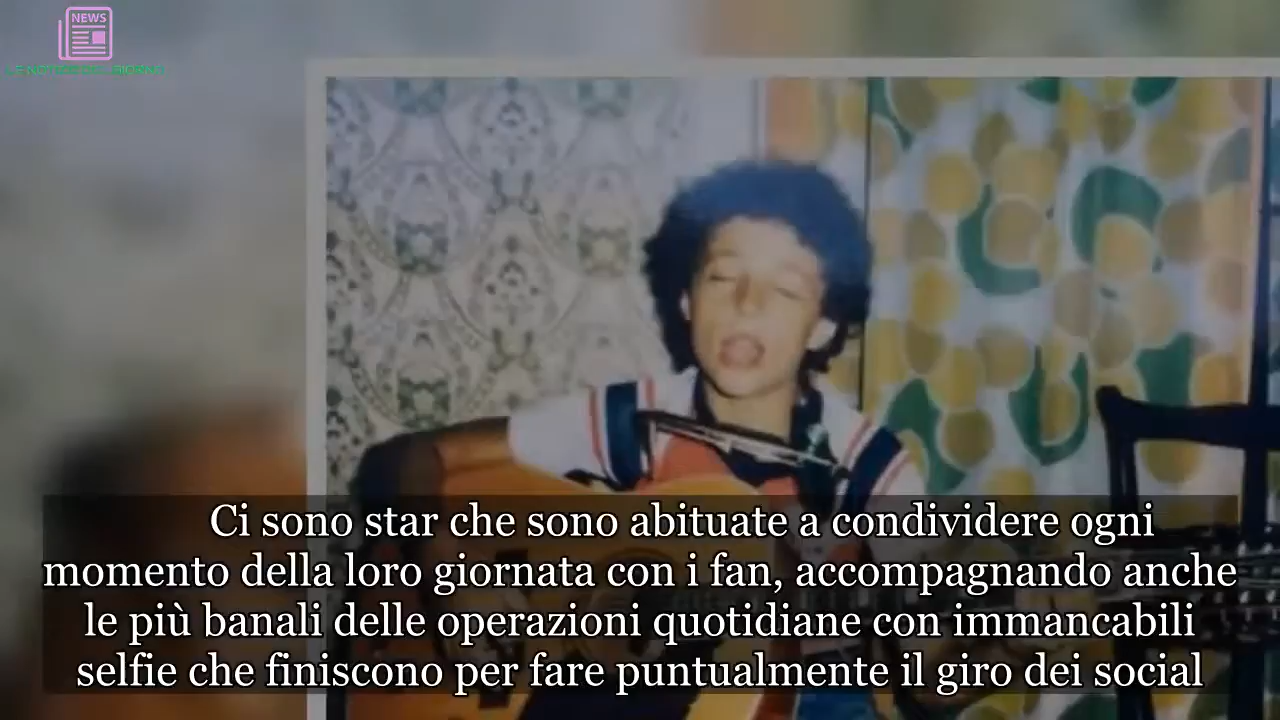 NEWS
Ci sono star che sono abituate a condividere ogni
momento della loro giornata con i fan, accompagnando anche
le più banali delle operazioni quotidiane con immancabili
selfie che finiscono per fare puntualmente il giro dei social